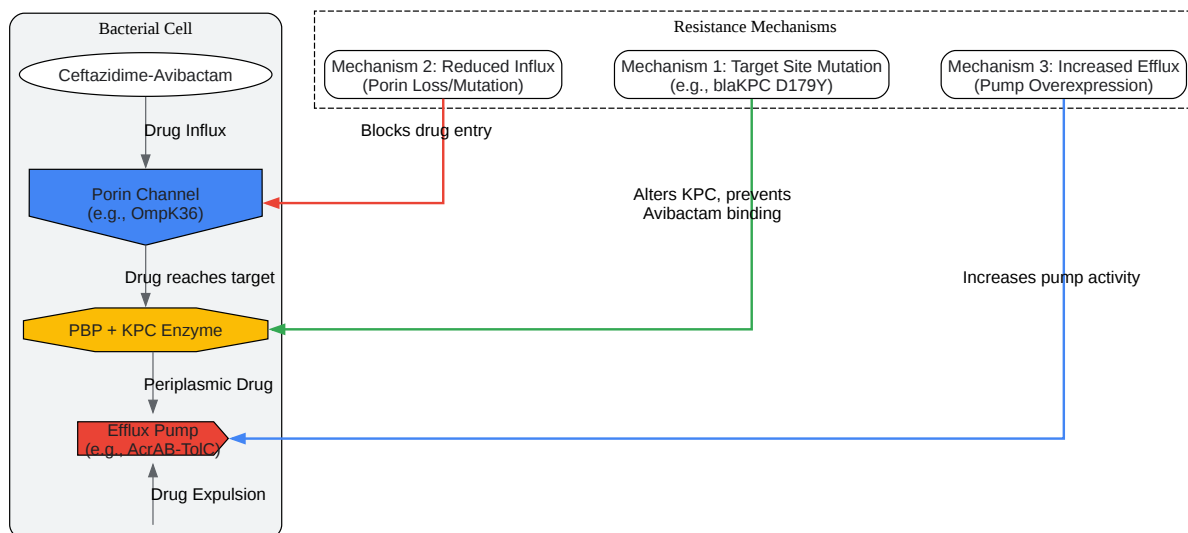 Bacterial Cell
Ceftazidime-Avibactam
Drug Influx
Porin Channel
(e.g., OmpK36)
Drug reaches target
PBP + KPC Enzyme
Periplasmic Drug
Efflux Pump
(e.g., AcrAB-TolC)
Drug Expulsion
Resistance Mechanisms
Mechanism 2: Reduced Influx
(Porin Loss/Mutation)
Blocks drug entry
Mechanism 1: Target Site Mutation
(e.g., blaKPC D179Y)
Alters KPC, prevents
Avibactam binding
Mechanism 3: Increased Efflux
(Pump Overexpression)
Increases pump activity